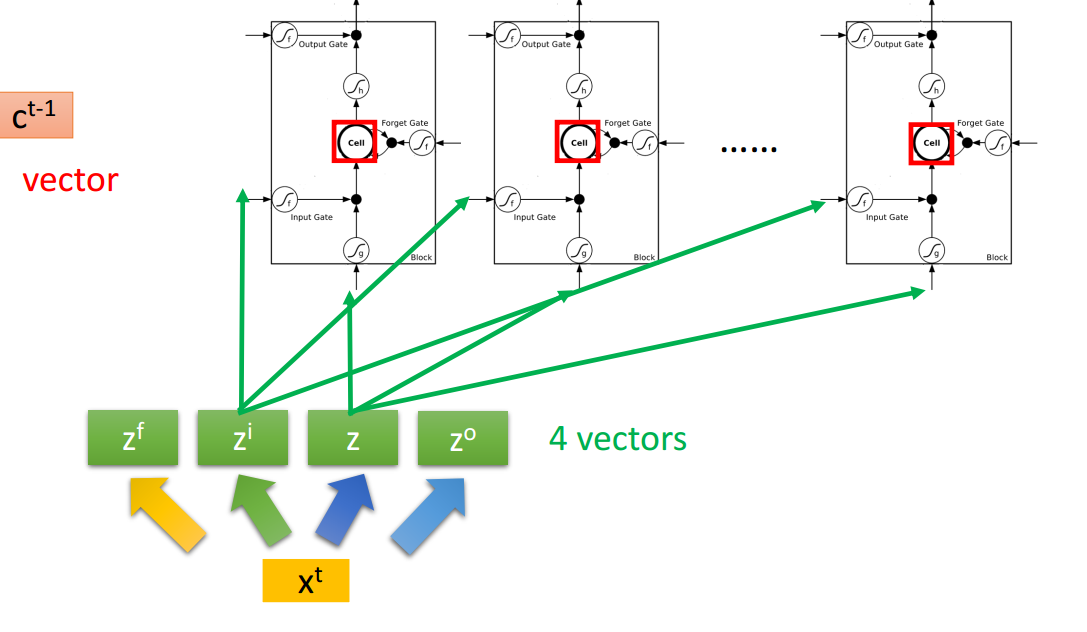 f
Output Gate
f
Output Gate
f
Output Gate
h
h
h
c^t-1
Forget Gate
Forget Gate
Forget Gate
Cell
f
Cell
f
......
Cell
f
vector
f
f
f
Input Gate
Input Gate
Input Gate
g
g
g
Block
Block
Block
z^f
z^i
z
z^o
4 vectors
x^t